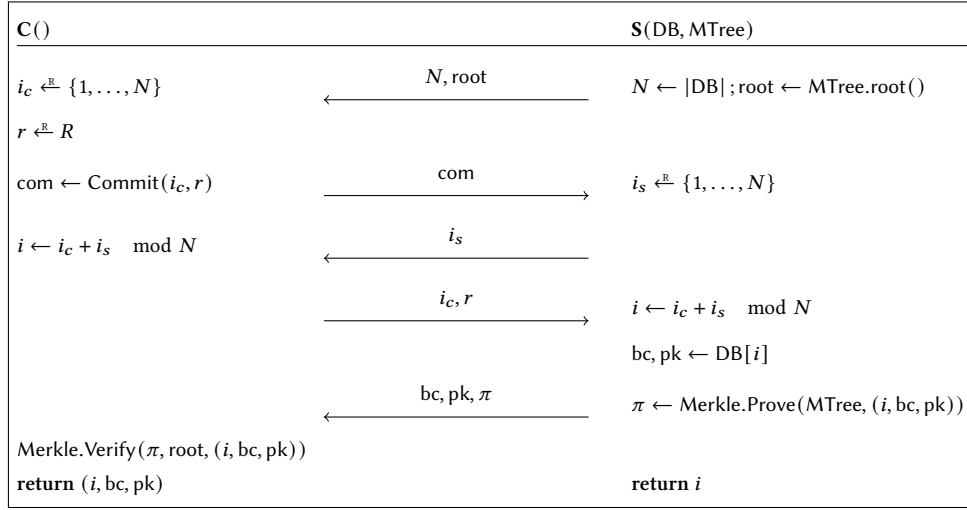 C() S(DB, MTree)
N, root
i_c ←ᴿ {1, . . . , N} N ← |DB| ; root ← MTree.root()
r ←ᴿ R
com
com ← Commit(i_c, r) i_s ←ᴿ {1, . . . , N}
i_s
i ← i_c + i_s mod N
i_c, r
i ← i_c + i_s mod N
bc, pk ← DB[i]
bc, pk, π
π ← Merkle.Prove(MTree, (i, bc, pk))
Merkle.Verify(π, root, (i, bc, pk))
return (i, bc, pk) return i